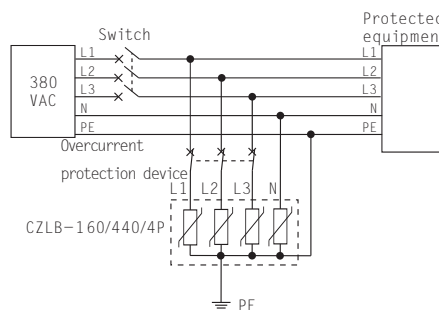 Protected
Switch
equipment
L1
L1
L2
L2
380
VAC
L3
L3
N
N
PE
PE
Overcurrent
protection device
L1
L2
L3
N
CZLB-160/440/4P
PE